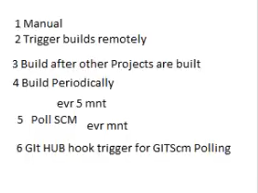 1 Manual
2 Trigger builds remotely
3 Build after other Projects are built
4 Build Periodically
evr 5 mnt
5 Poll SCM
evr mnt
6 GIt HUB hook trigger for GITScm Polling